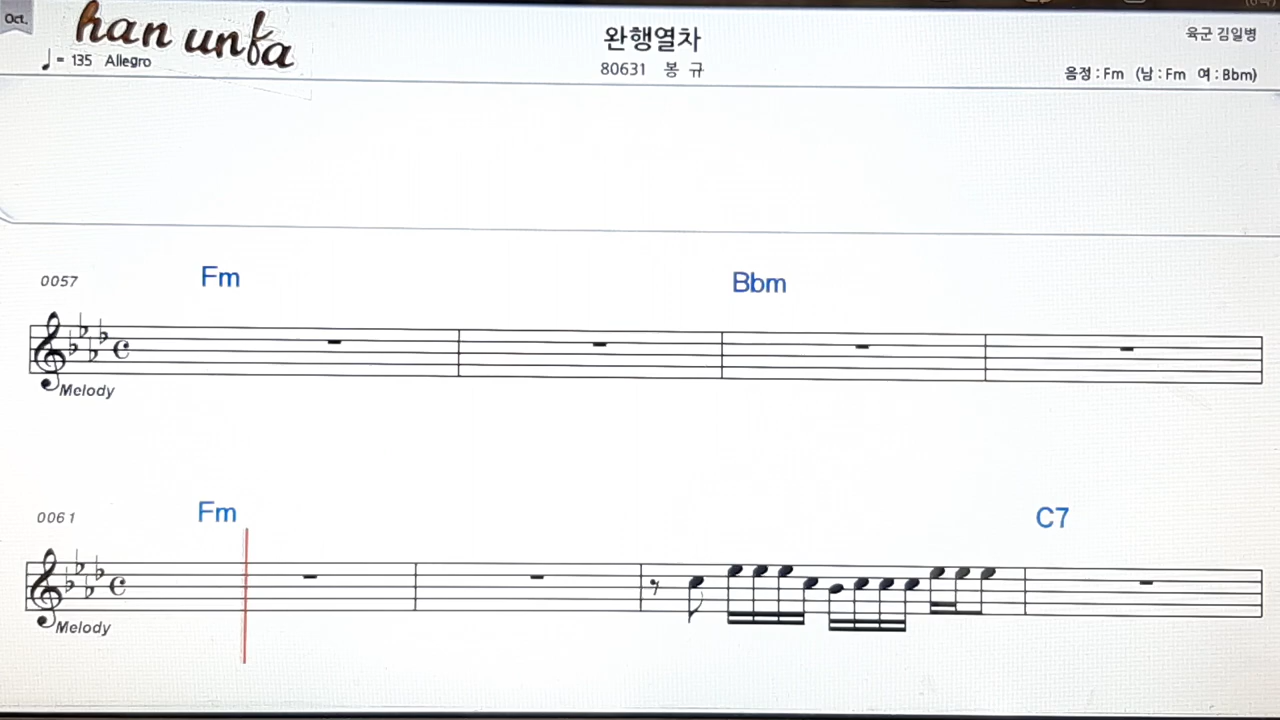 Oct.
han unfa
완행열차
육군 김일병
♩= 135 Allegro
80631 봉 규
음정 : Fm (남 : Fm 여 : Bbm)
0057
Fm
Bbm
Melody
0061
Fm
C7
Melody